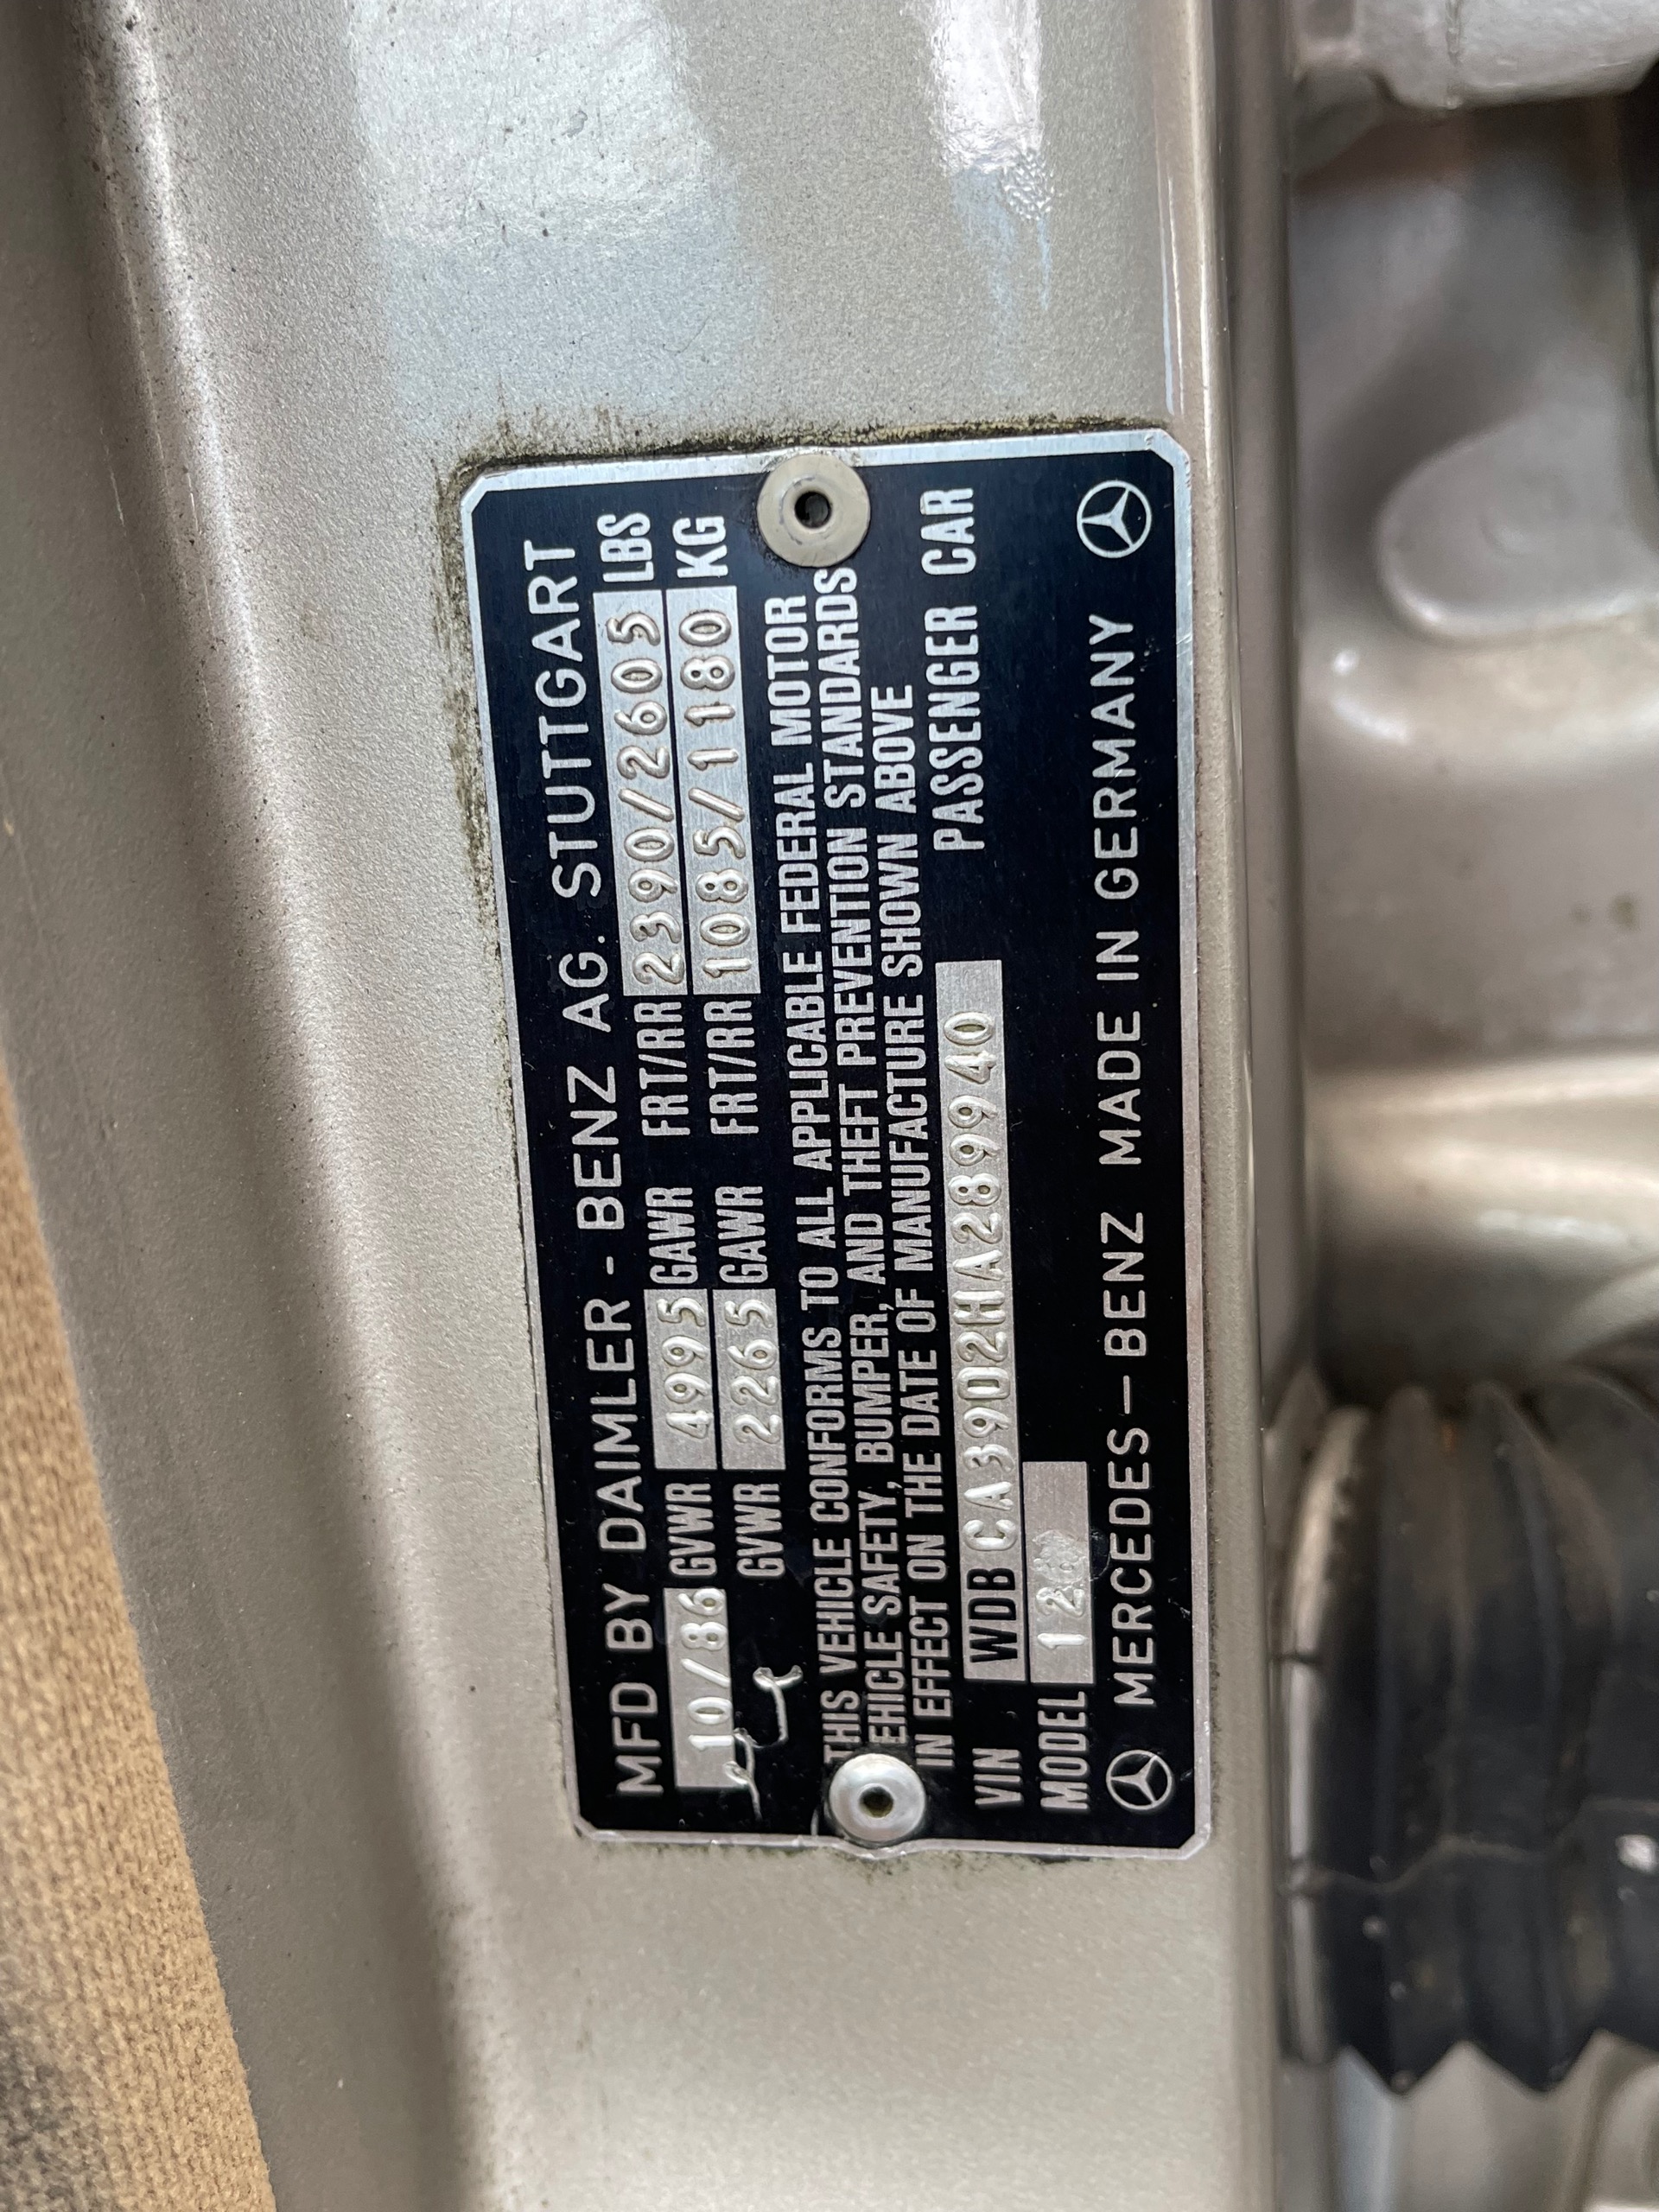 MFD BY DAIMLER - BENZ AG. STUTTGART
10/86 GVWR 4995 GAWR FRT/RR 2390/2605 LBS
GVWR 2265 GAWR FRT/RR 1085/1180 KG
THIS VEHICLE CONFORMS TO ALL APPLICABLE FEDERAL MOTOR
VEHICLE SAFETY, BUMPER, AND THEFT PREVENTION STANDARDS
IN EFFECT ON THE DATE OF MANUFACTURE SHOWN ABOVE
VIN WDB CA39D2HA289940 PASSENGER CAR
MODEL
MERCEDES-BENZ MADE IN GERMANY